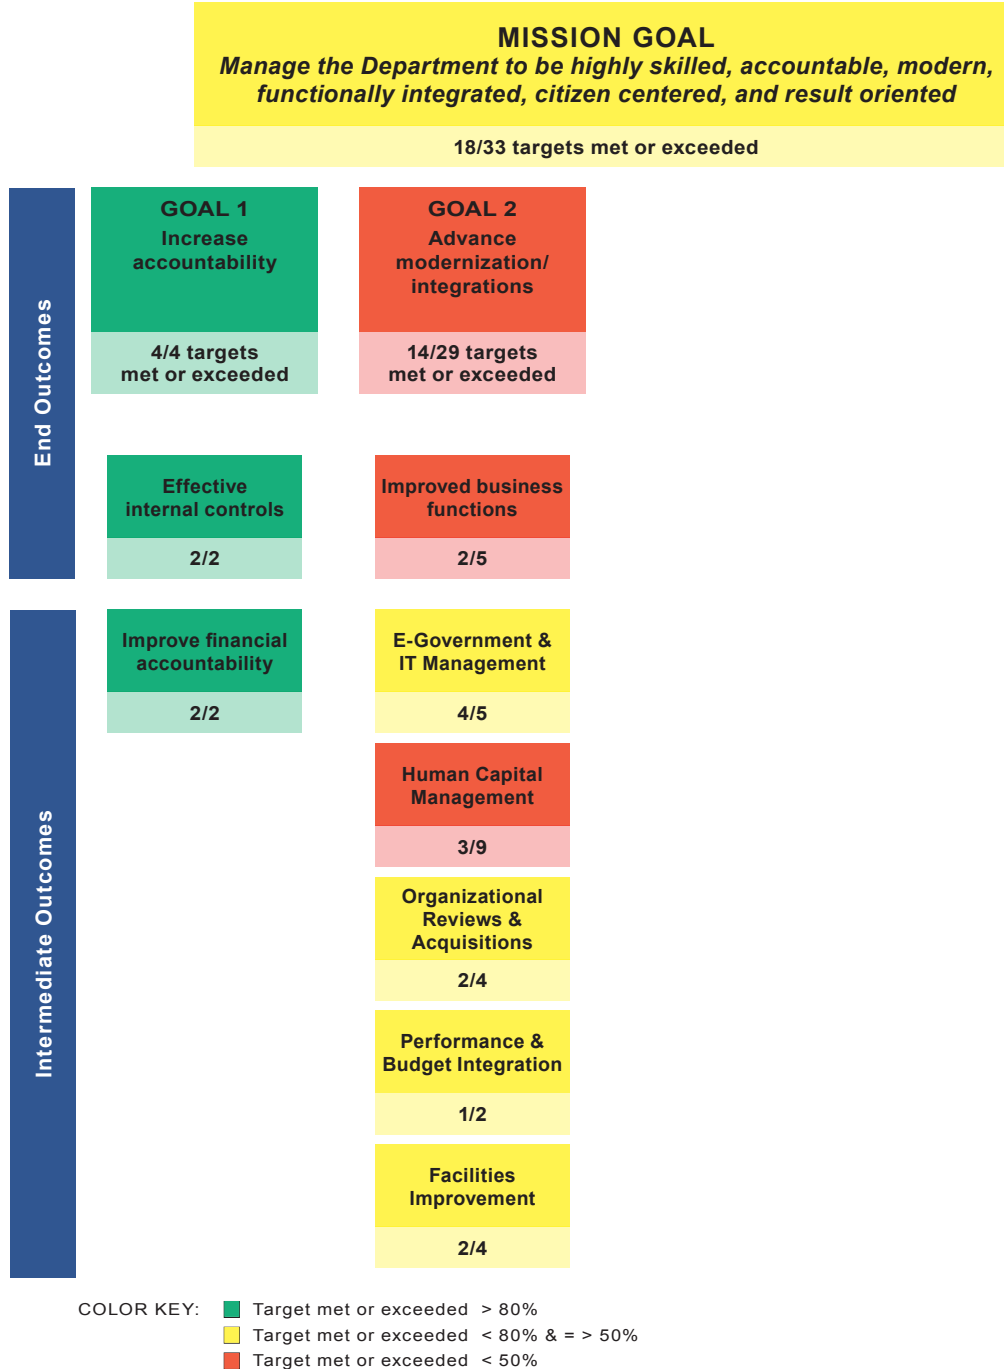 MISSION GOAL
Manage the Department to be highly skilled, accountable, modern,
functionally integrated, citizen centered, and result oriented
18/33 targets met or exceeded
End Outcomes
GOAL 1
Increase
accountability
4/4 targets
met or exceeded
GOAL 2
Advance
modernization/
integrations
14/29 targets
met or exceeded
Effective
internal controls
2/2
Improved business
functions
2/5
Intermediate Outcomes
Improve financial
accountability
2/2
E-Government &
IT Management
4/5
Human Capital
Management
3/9
Organizational
Reviews &
Acquisitions
2/4
Performance &
Budget Integration
1/2
Facilities
Improvement
2/4
COLOR KEY:
Target met or exceeded > 80%
Target met or exceeded < 80% & = > 50%
Target met or exceeded < 50%